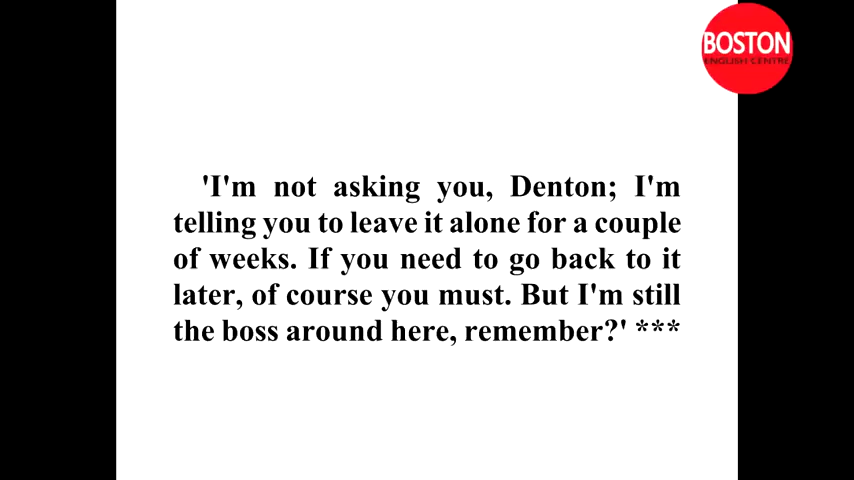 BOSTON
ENGLISH CENTRE
'I'm not asking you, Denton; I'm
telling you to leave it alone for a couple
of weeks. If you need to go back to it
later, of course you must. But I'm still
the boss around here, remember?' ***